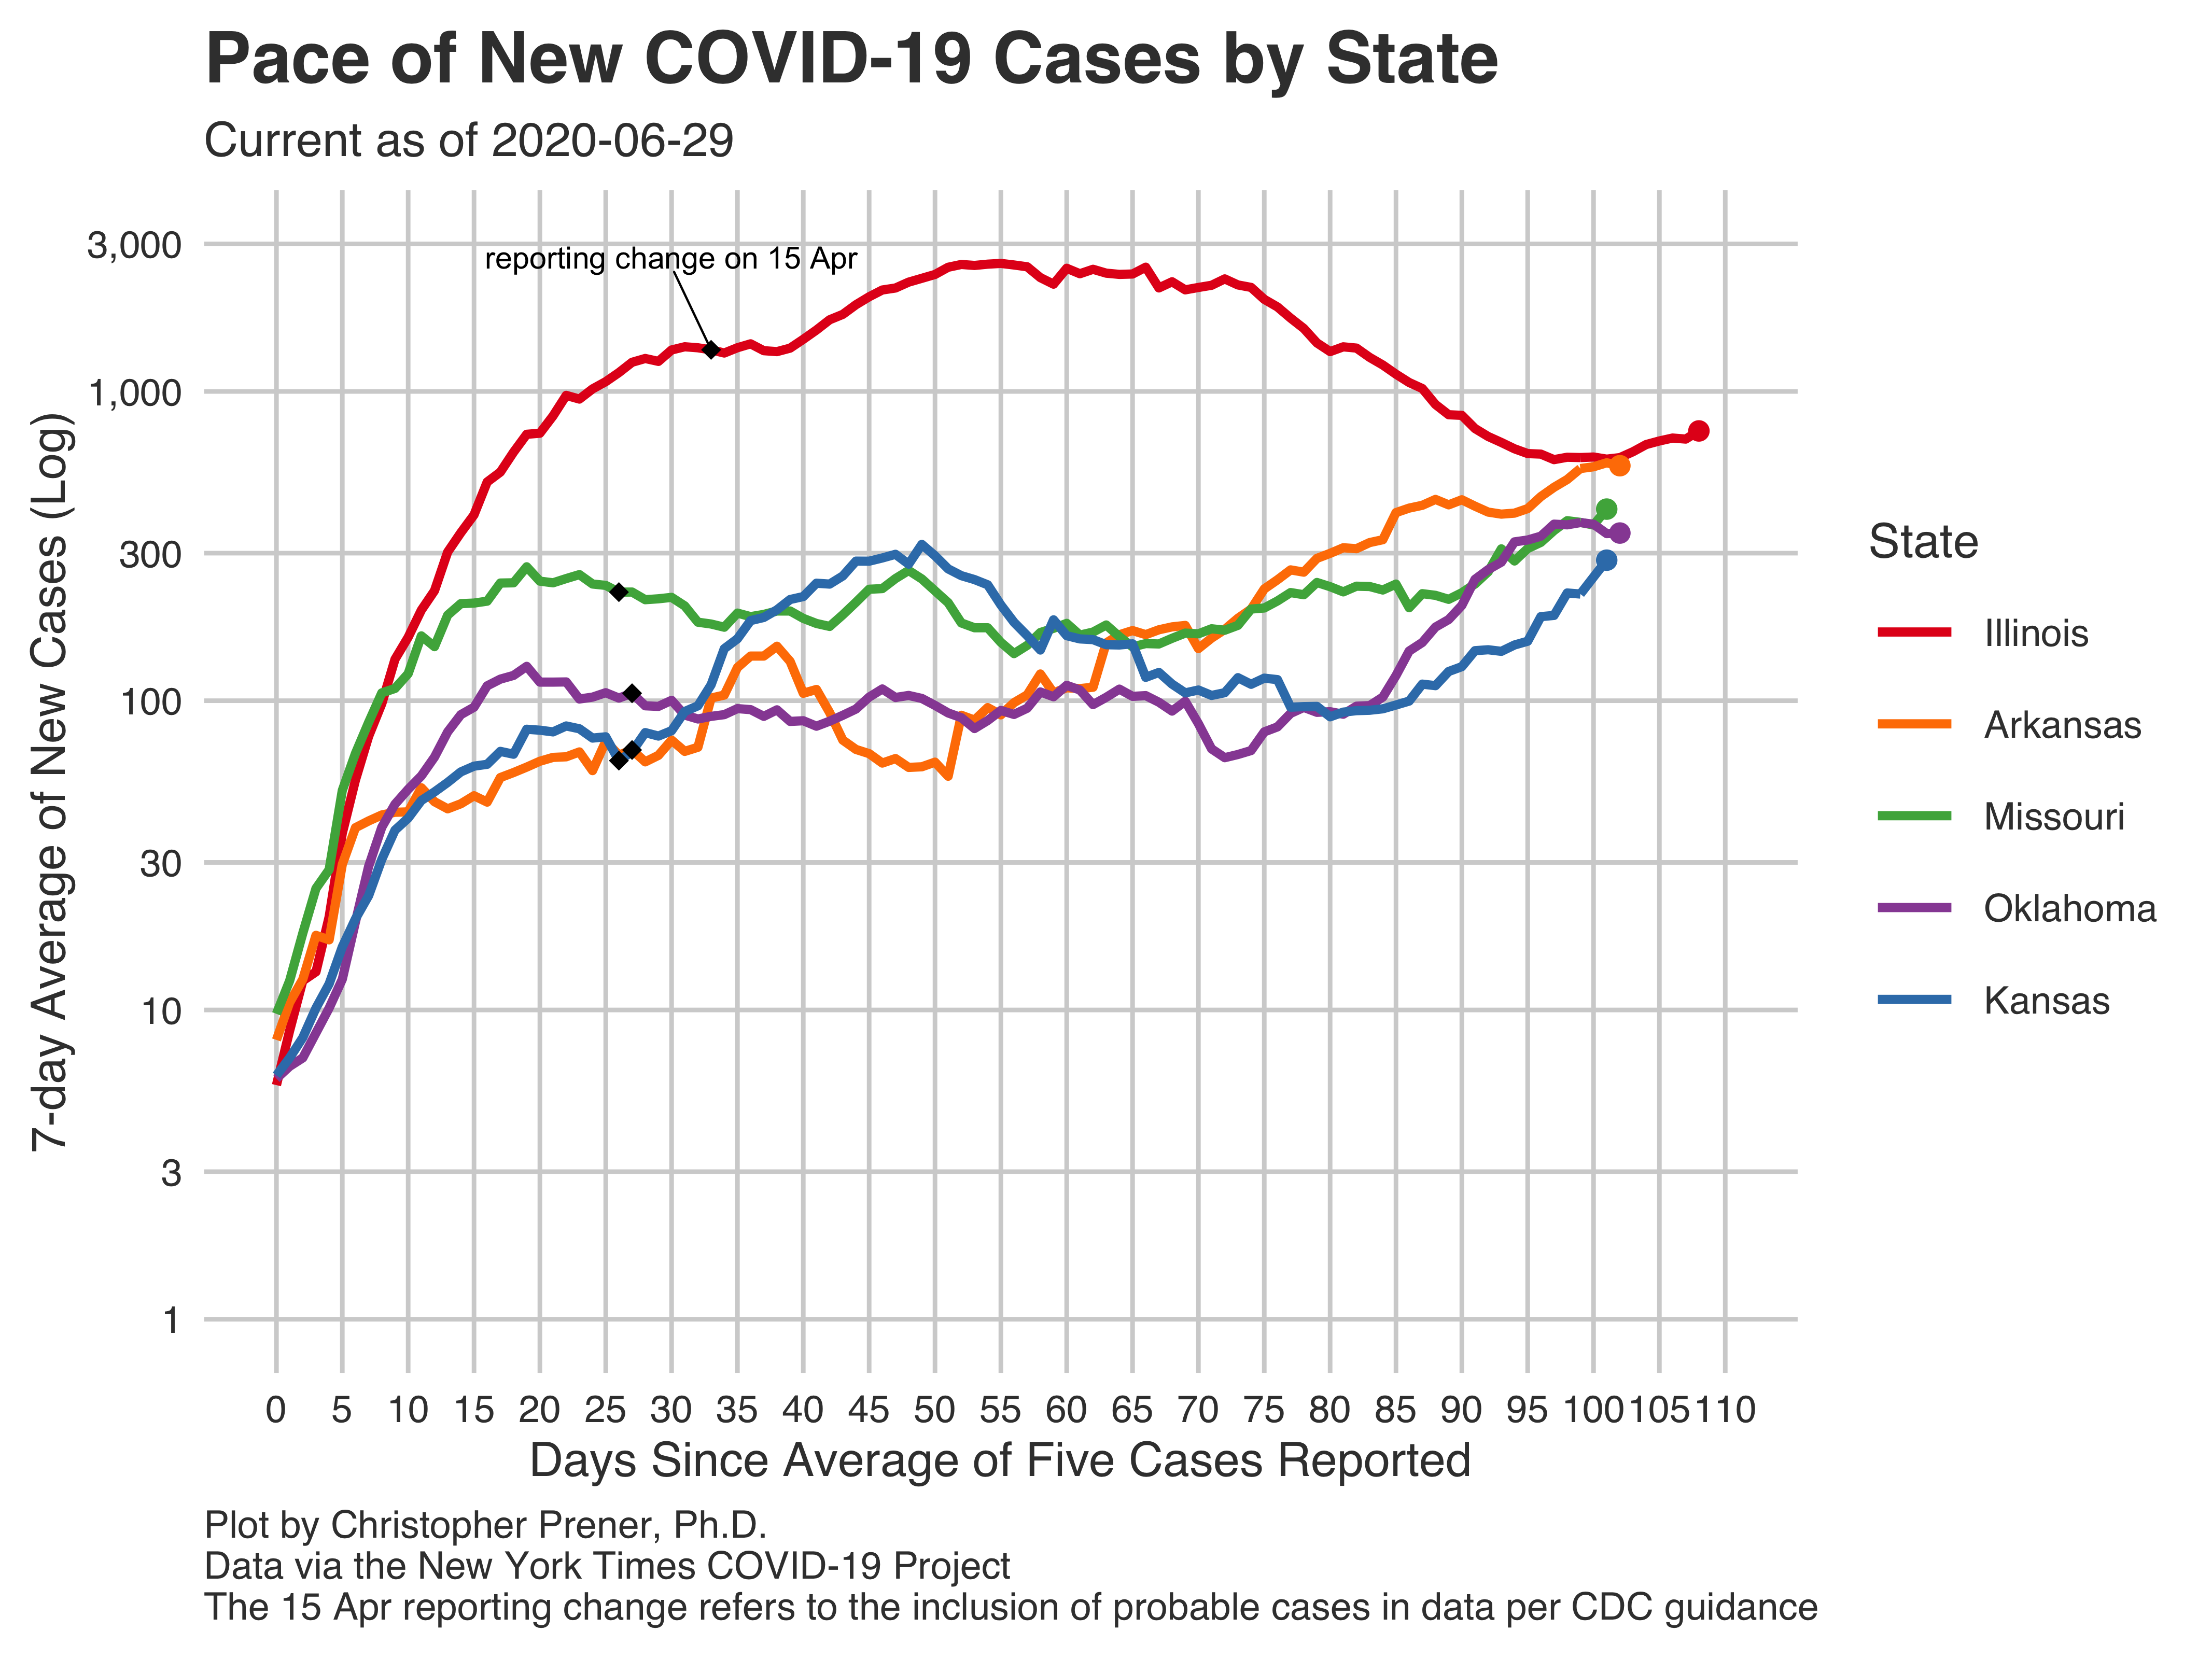 Pace of New COVID-19 Cases by State
Current as of 2020-06-29
7-day Average of New Cases (Log)
3,000
1,000
300
100
30
10
3
1
reporting change on 15 Apr
0 5 10 15 20 25 30 35 40 45 50 55 60 65 70 75 80 85 90 95 100 105 110
Days Since Average of Five Cases Reported
State
Illinois
Arkansas
Missouri
Oklahoma
Kansas
Plot by Christopher Prener, Ph.D.
Data via the New York Times COVID-19 Project
The 15 Apr reporting change refers to the inclusion of probable cases in data per CDC guidance